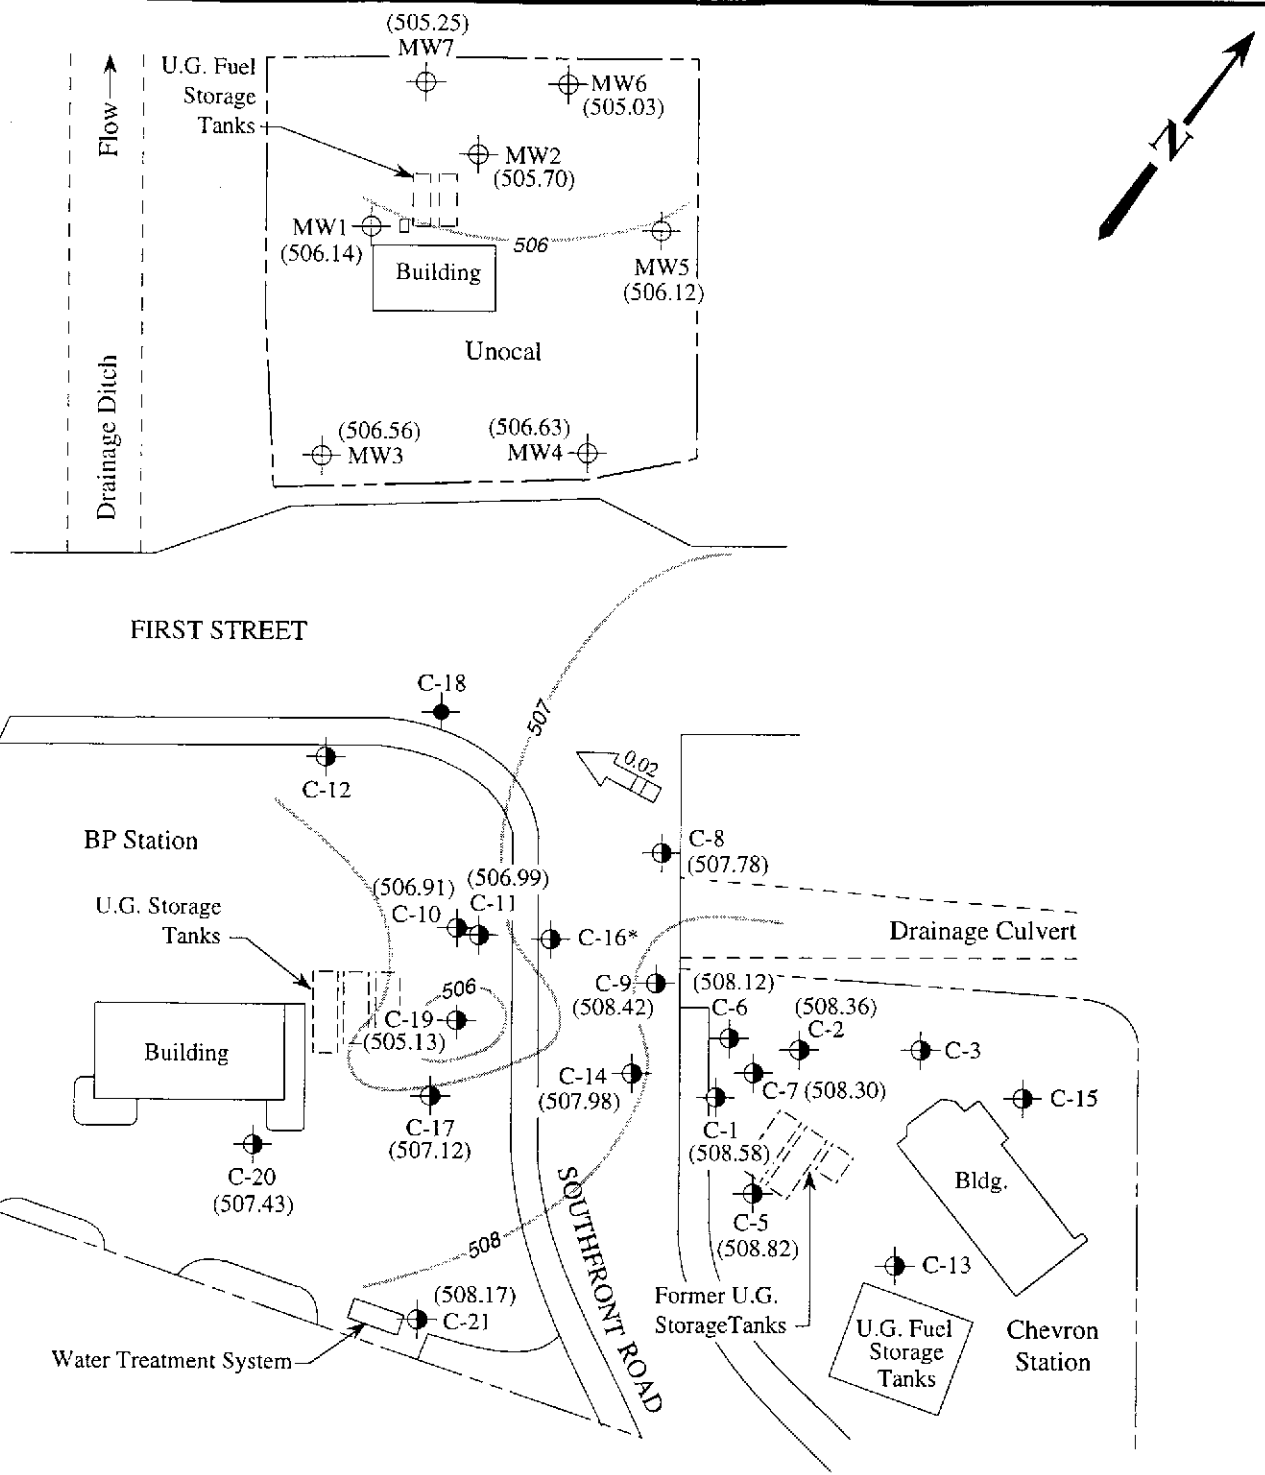 (505.25)
MW7
U.G. Fuel
Storage
Tanks
MW6
(505.03)
MW2
(505.70)
Flow
N
MW1
(506.14)
506
Building
MW5
(506.12)
Unocal
Drainage Ditch
(506.56)
MW3
(506.63)
MW4
FIRST STREET
C-18
507
0.02
C-12
BP Station
C-8
(507.78)
(506.91)
C-10
(506.99)
C-11
U.G. Storage
Tanks
C-16*
Drainage Culvert
C-9
(508.42)
(508.12)
C-6
(508.36)
C-2
506
C-19
(505.13)
Building
C-3
C-14
(507.98)
C-7 (508.30)
C-15
C-17
(507.12)
C-1
(508.58)
C-20
(507.43)
Bldg.
C-5
(508.82)
508
SOUTHFRONT ROAD
C-13
(508.17)
C-21
Former U.G.
StorageTanks
Water Treatment System
U.G. Fuel
Storage
Tanks
Chevron
Station